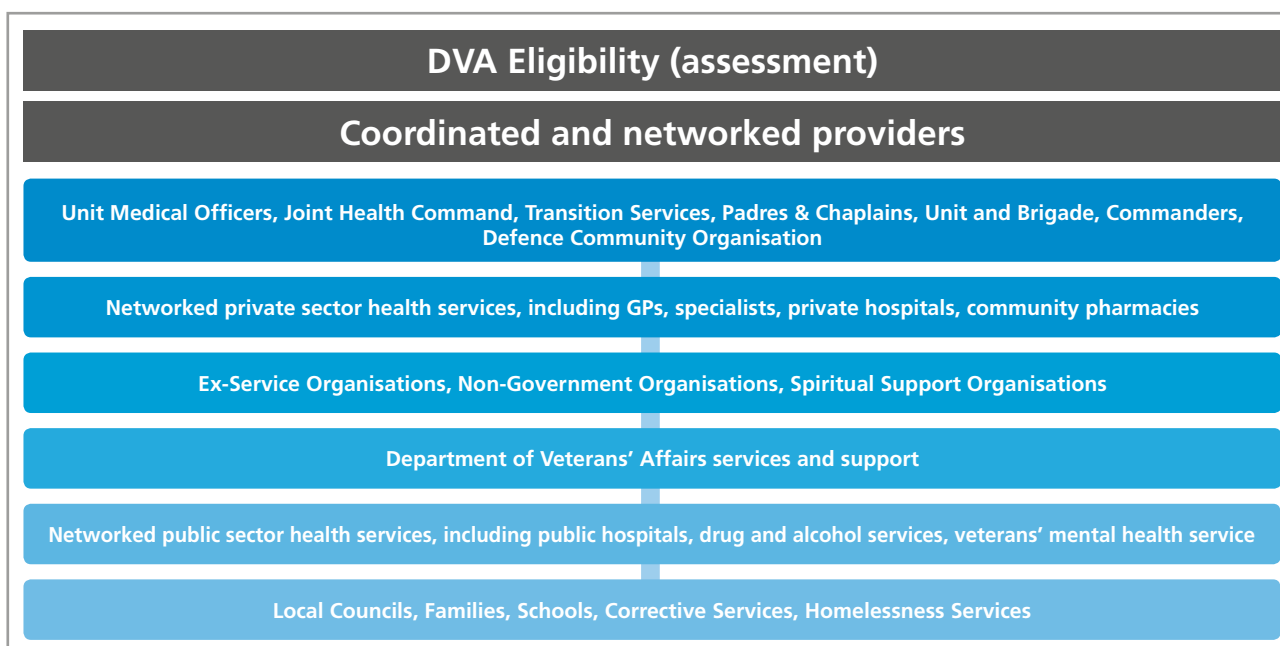 DVA Eligibility (assessment)
Coordinated and networked providers
Unit Medical Officers, Joint Health Command, Transition Services, Padres & Chaplains, Unit and Brigade, Commanders,
Defence Community Organisation
Networked private sector health services, including GPs, specialists, private hospitals, community pharmacies
Ex-Service Organisations, Non-Government Organisations, Spiritual Support Organisations
Department of Veterans’ Affairs services and support
Networked public sector health services, including public hospitals, drug and alcohol services, veterans’ mental health service
Local Councils, Families, Schools, Corrective Services, Homelessness Services